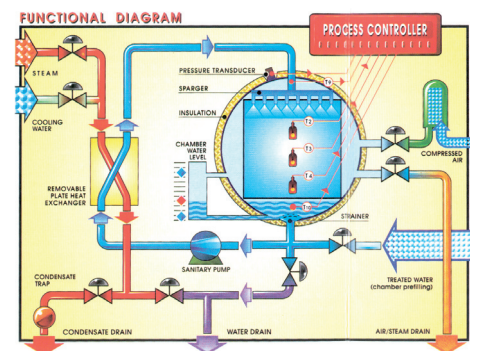 FUNCTIONAL DIAGRAM
PROCESS CONTROLLER
STEAM
COOLING
WATER
PRESSURE TRANSDUCER
SPARGER
INSULATION
CHAMBER
WATER
LEVEL
T2
T3
T4
COMPRESSED
AIR
REMOVABLE
PLATE HEAT
EXCHANGER
STRAINER
SANITARY PUMP
TREATED WATER
(chamber prefilling)
CONDENSATE
TRAP
CONDENSATE DRAIN
WATER DRAIN
AIR/STEAM DRAIN